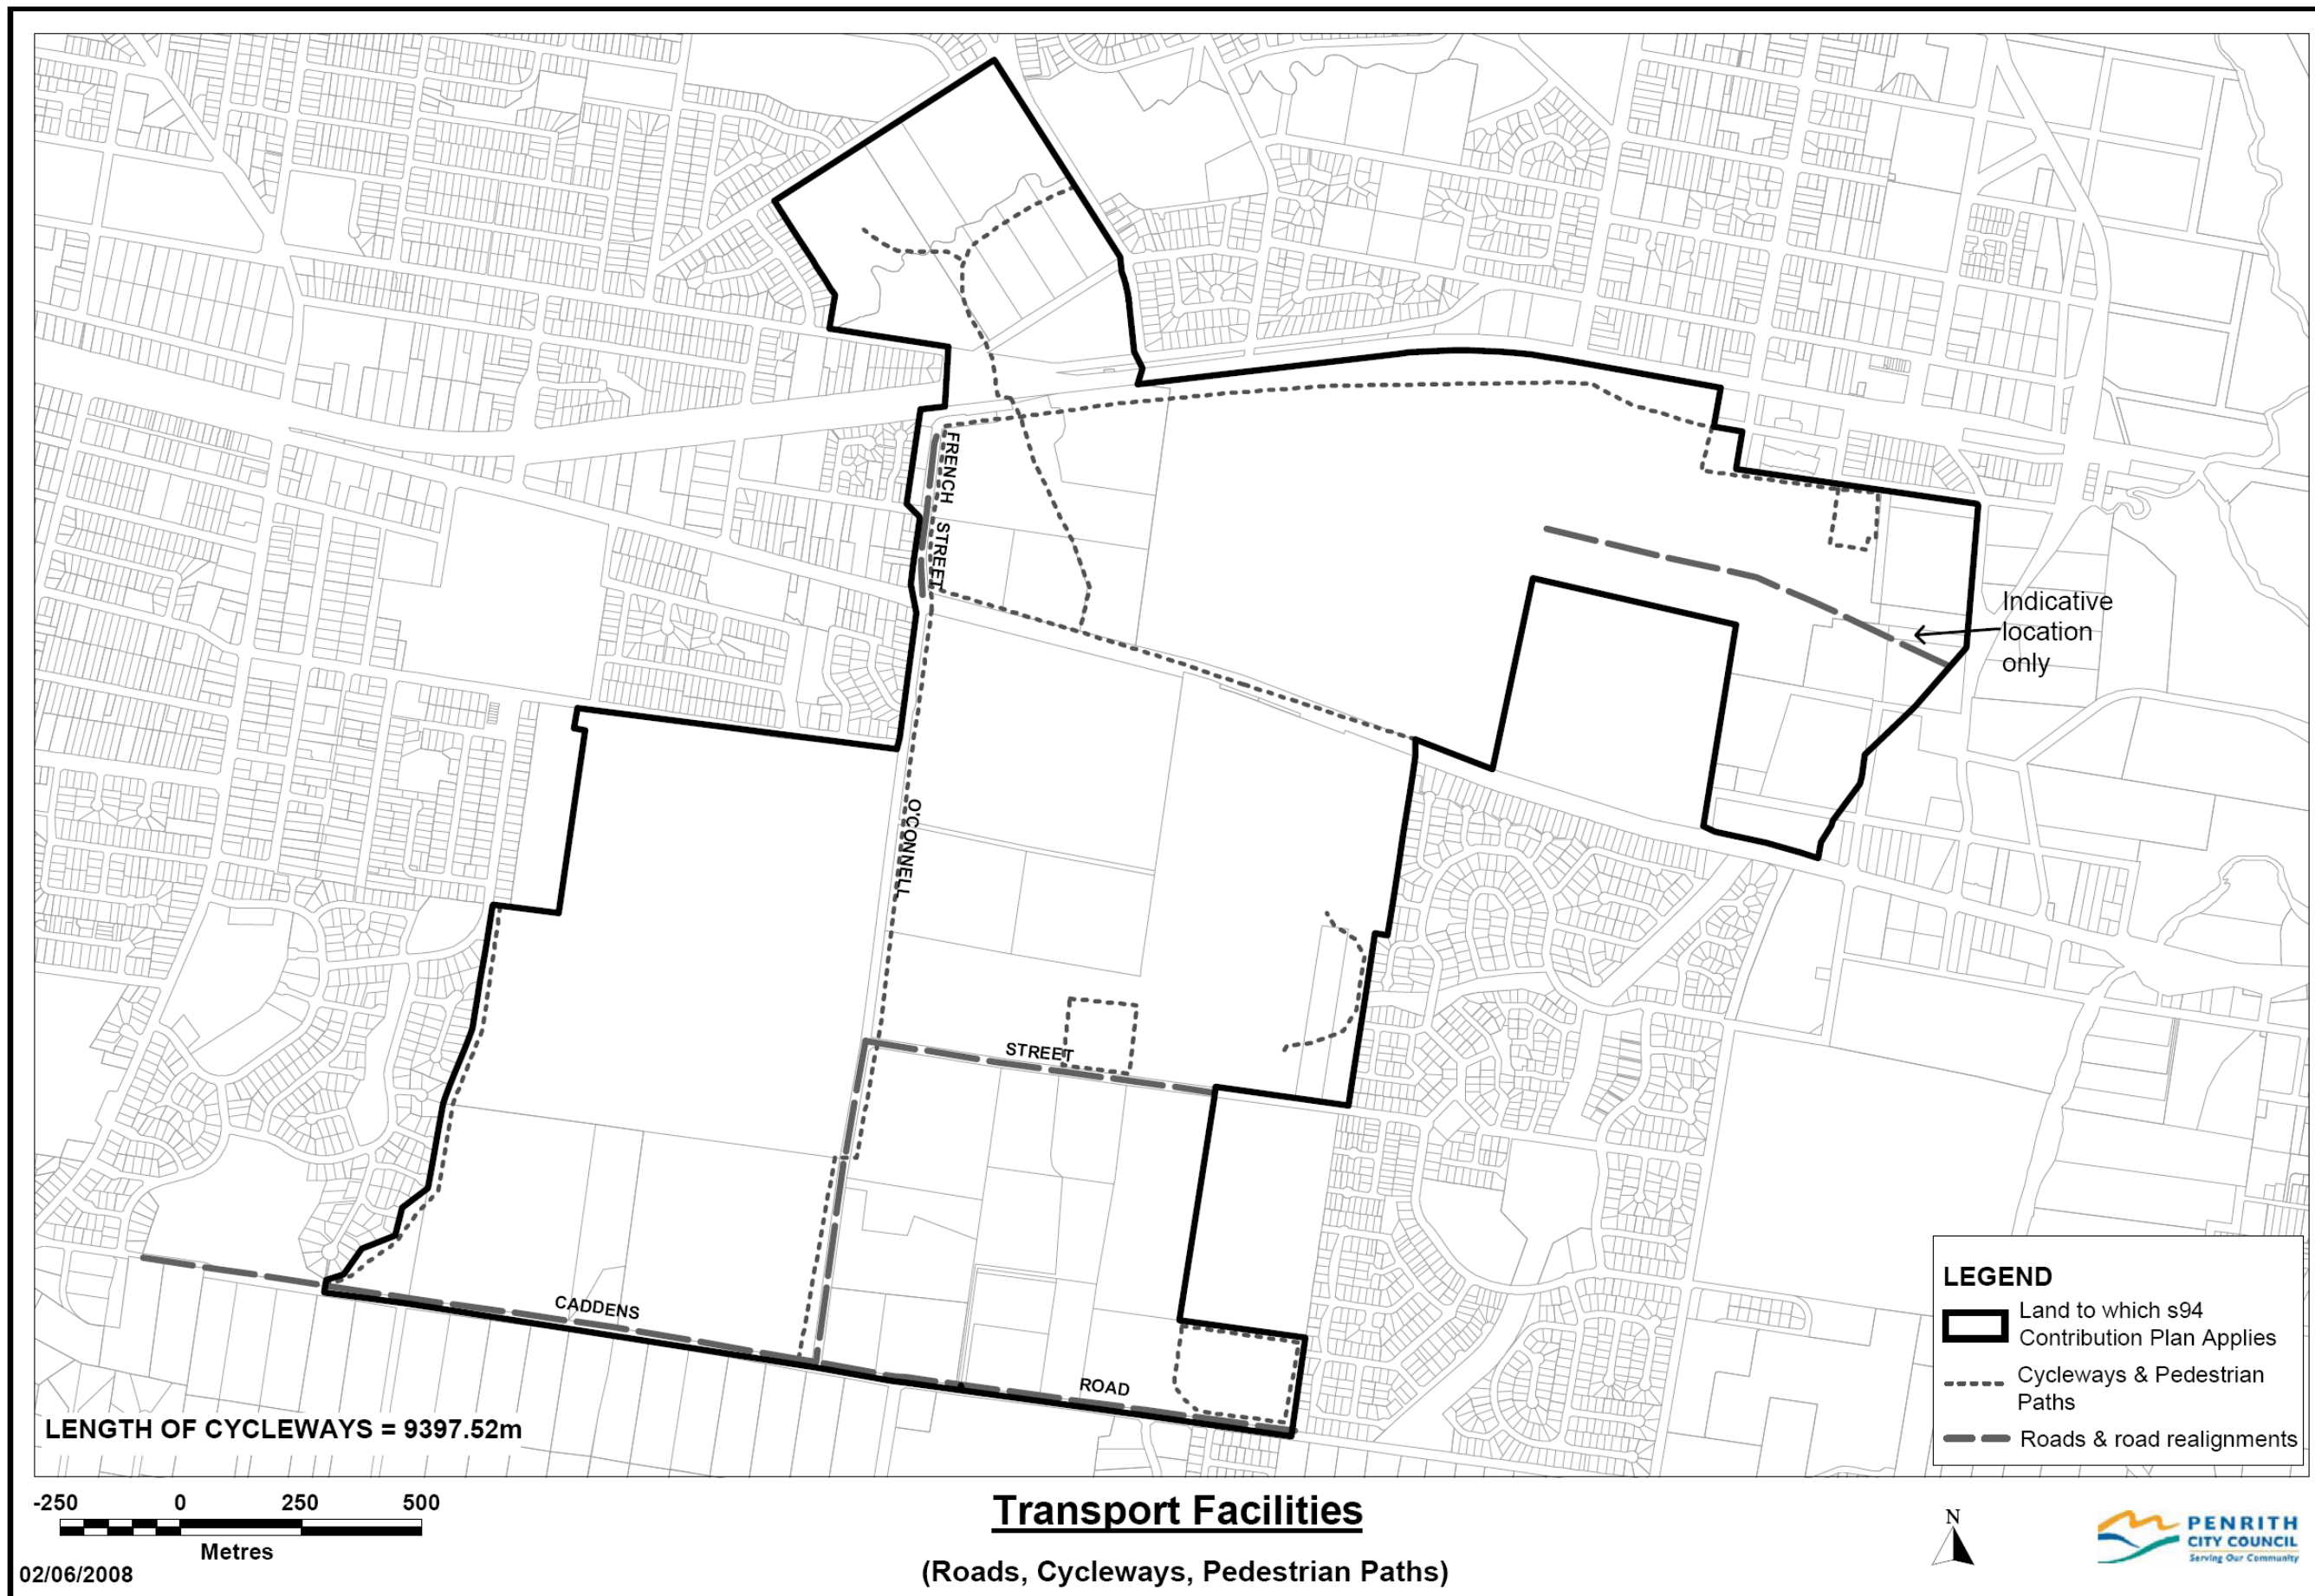 FRENCH STREET
Indicative
location
only
O'CONNELL
STREET
CADDENS
ROAD
LEGEND
Land to which s94
Contribution Plan Applies
Cycleways & Pedestrian
Paths
Roads & road realignments
LENGTH OF CYCLEWAYS = 9397.52m
-250 0 250 500
Metres
02/06/2008
Transport Facilities
(Roads, Cycleways, Pedestrian Paths)
N
PENRITH
CITY COUNCIL
Serving Our Community